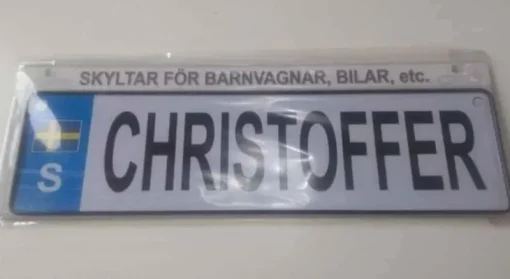 SKYLTAR FÖR BARNVAGNAR, BILAR, etc.
CHRISTOFFER
S